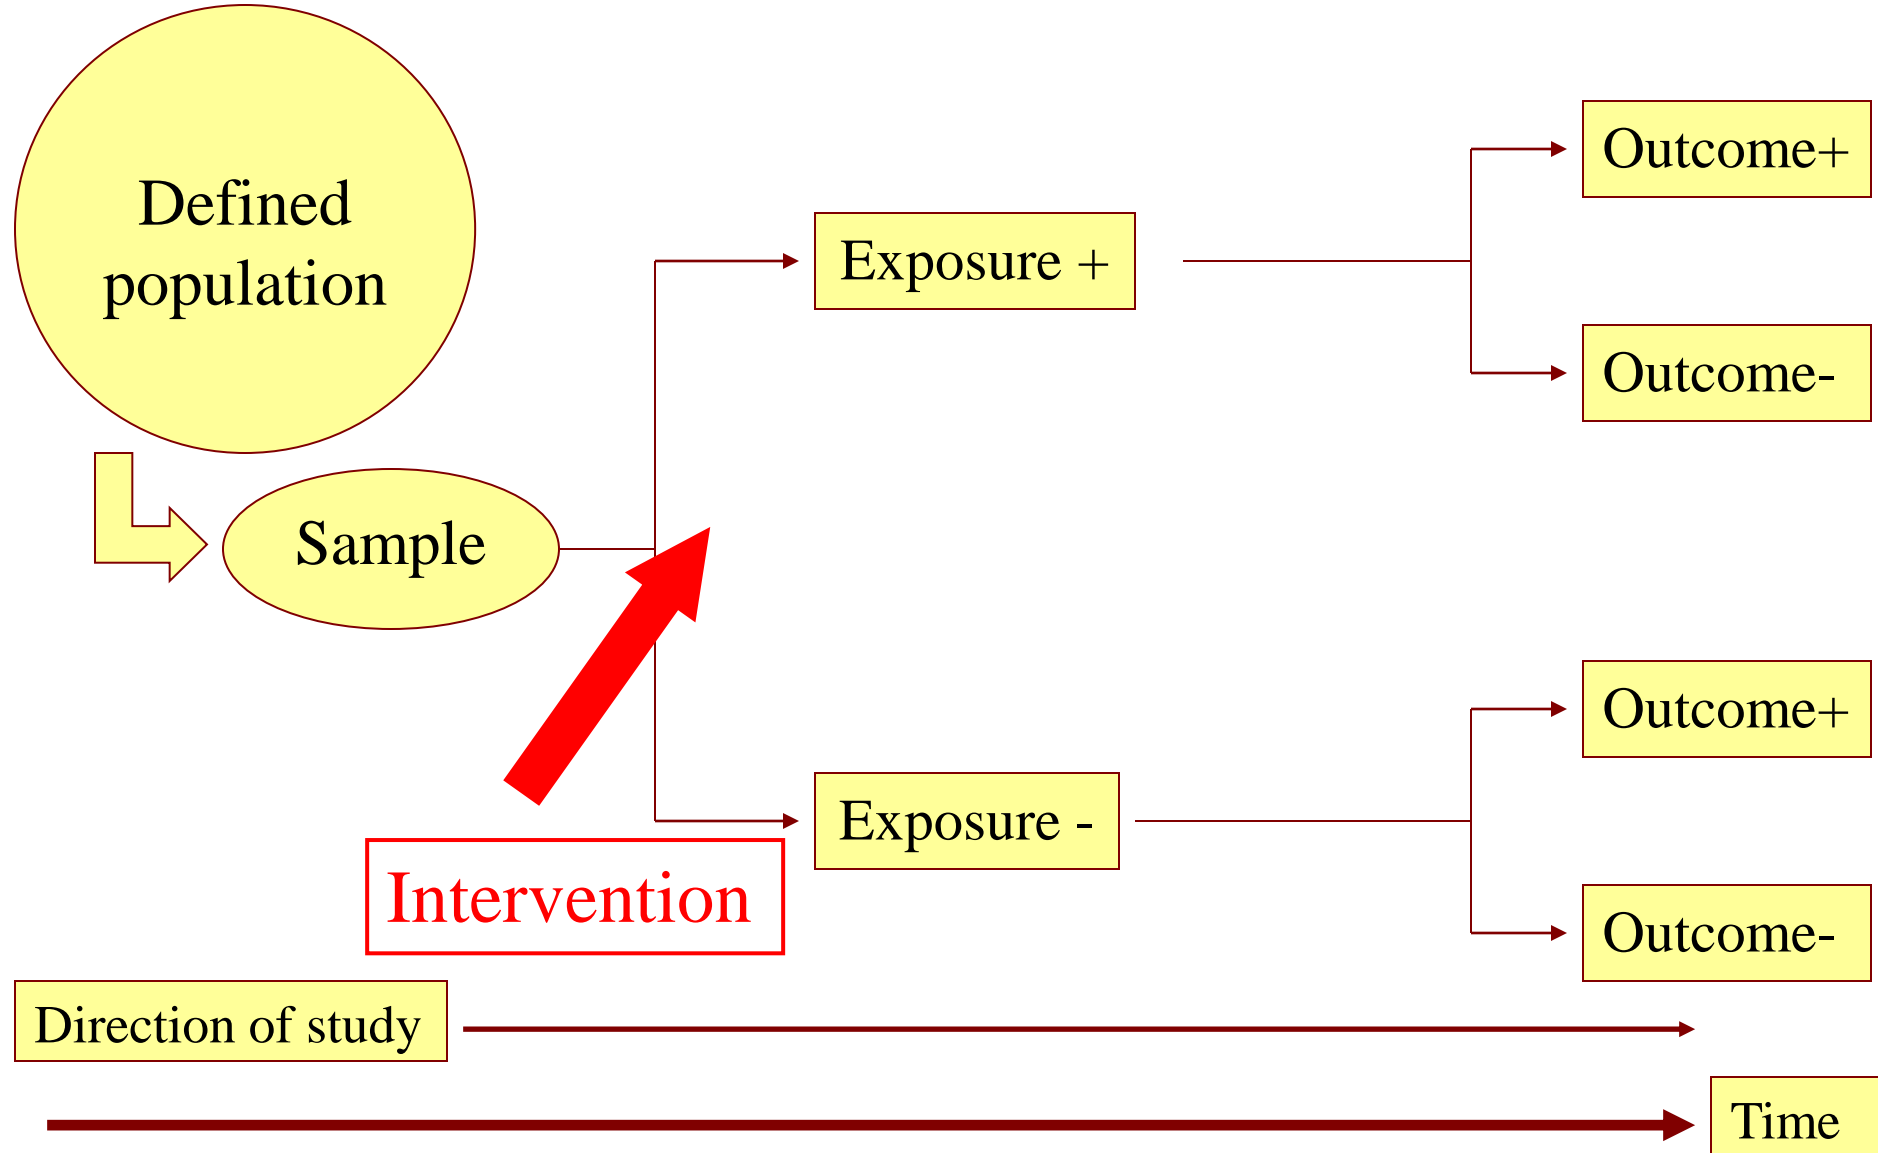 Defined
population
Sample
Exposure +
Outcome+
Outcome-
Exposure -
Outcome+
Outcome-
Intervention
Direction of study
Time